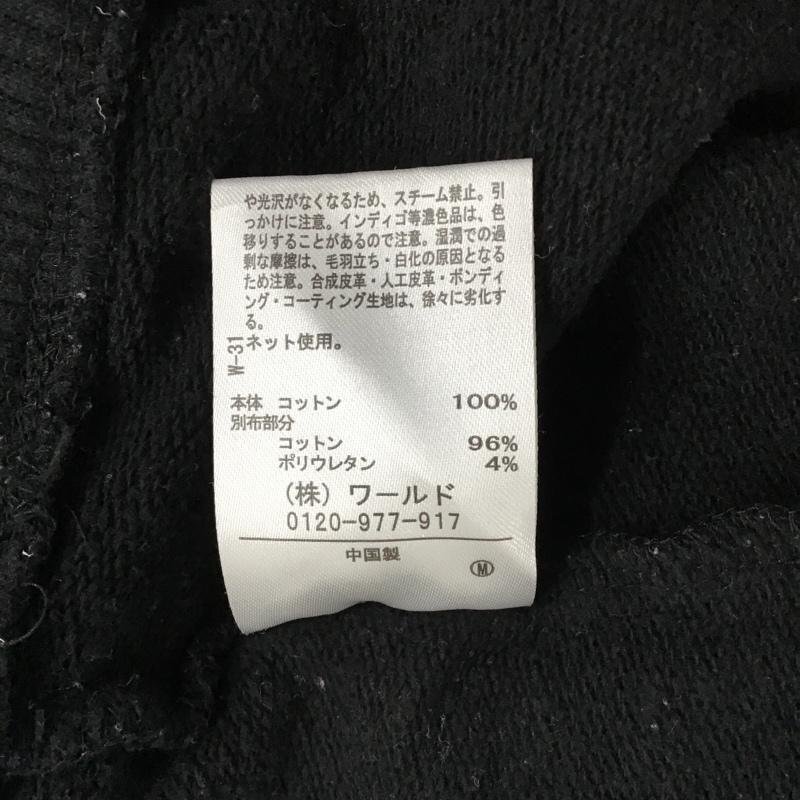 や光沢がなくなるため、スチーム禁止。引
っかけに注意。インディゴ等濃色品は、色
移りすることがあるので注意。湿潤での過
剰な摩擦は、毛羽立ち・白化の原因となる
ため注意。合成皮革・人工皮革・ボンディ
ング・コーティング生地は、徐々に劣化す
る。
ネット使用。
W-31
本体 コットン 100%
別布部分
コットン 96%
ポリウレタン 4%
(株) ワールド
0120-977-917
中国製
M